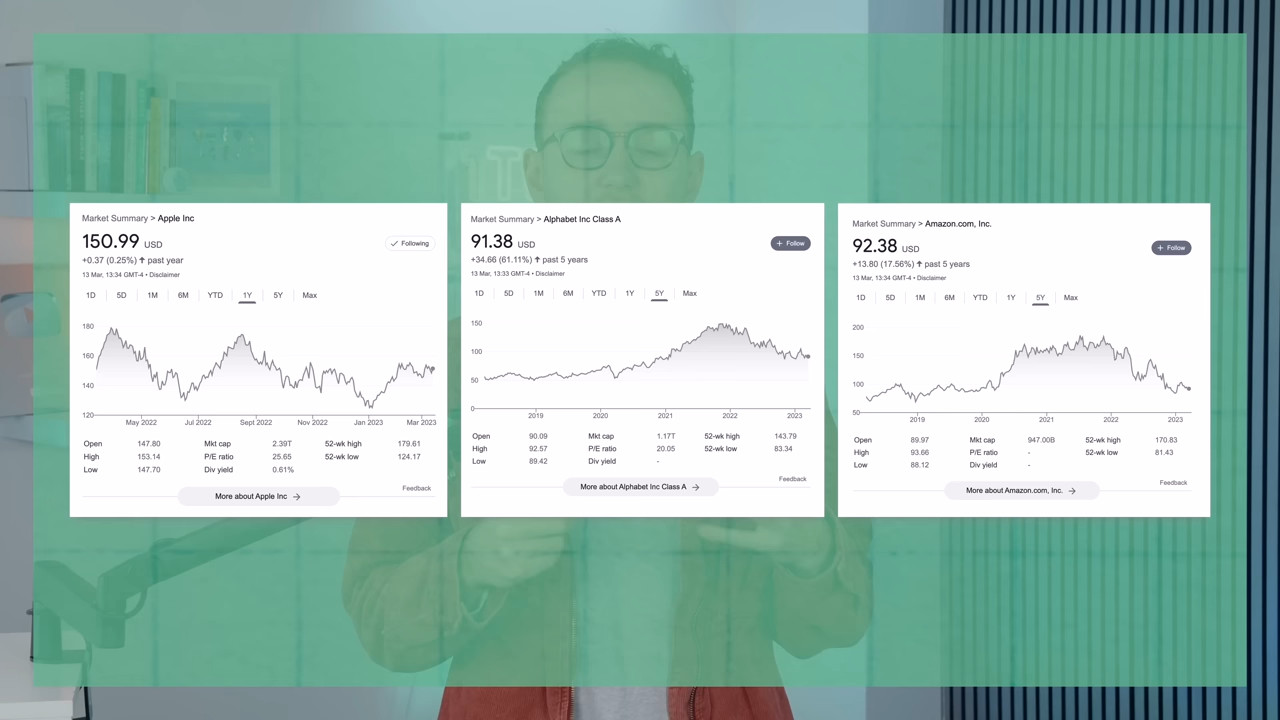 Market Summary > Apple Inc
150.99 USD
Following
+0.37 (0.25%) ↑ past year
13 Mar, 13:34 GMT-4 • Disclaimer
1D 5D 1M 6M YTD 1Y 5Y Max
180
160
140
120
May 2022 Jul 2022 Sept 2022 Nov 2022 Jan 2023 Mar 2023
Open 147.80 Mkt cap 2.39T 52-wk high 179.61
High 153.14 P/E ratio 25.65 52-wk low 124.17
Low 147.70 Div yield 0.61%
Feedback
More about Apple Inc →
Market Summary > Alphabet Inc Class A
91.38 USD
+ Follow
+34.66 (61.11%) ↑ past 5 years
13 Mar, 13:33 GMT-4 • Disclaimer
1D 5D 1M 6M YTD 1Y 5Y Max
150
100
50
0
2019 2020 2021 2022 2023
Open 90.09 Mkt cap 1.17T 52-wk high 143.79
High 92.57 P/E ratio 20.05 52-wk low 83.34
Low 89.42 Div yield -
Feedback
More about Alphabet Inc Class A →
Market Summary > Amazon.com, Inc.
92.38 USD
+ Follow
+13.80 (17.56%) ↑ past 5 years
13 Mar, 13:34 GMT-4 • Disclaimer
1D 5D 1M 6M YTD 1Y 5Y Max
200
150
100
50
2019 2020 2021 2022 2023
Open 89.97 Mkt cap 947.00B 52-wk high 170.83
High 93.66 P/E ratio - 52-wk low 81.43
Low 88.12 Div yield -
Feedback
More about Amazon.com, Inc. →